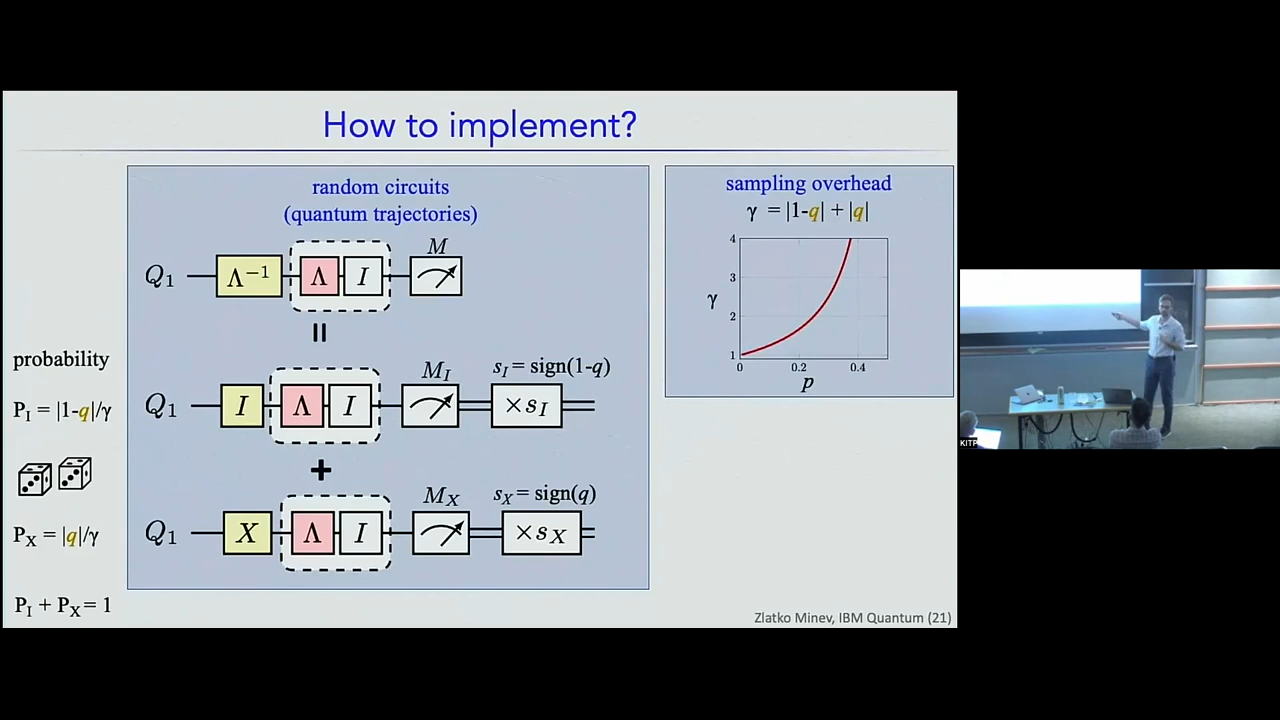 How to implement?
random circuits
(quantum trajectories)
Q₁ Λ⁻¹ Λ I M
=
probability
Q₁ I Λ I M_I s_I = sign(1-q) ×s_I
P_I = |1-q|/γ
+
Q₁ X Λ I M_X s_X = sign(q) ×s_X
P_X = |q|/γ
P_I + P_X = 1
sampling overhead
γ = |1-q| + |q|
4
3
γ
2
1
0 0.2 0.4
p
Zlatko Minev, IBM Quantum (21)
KITP